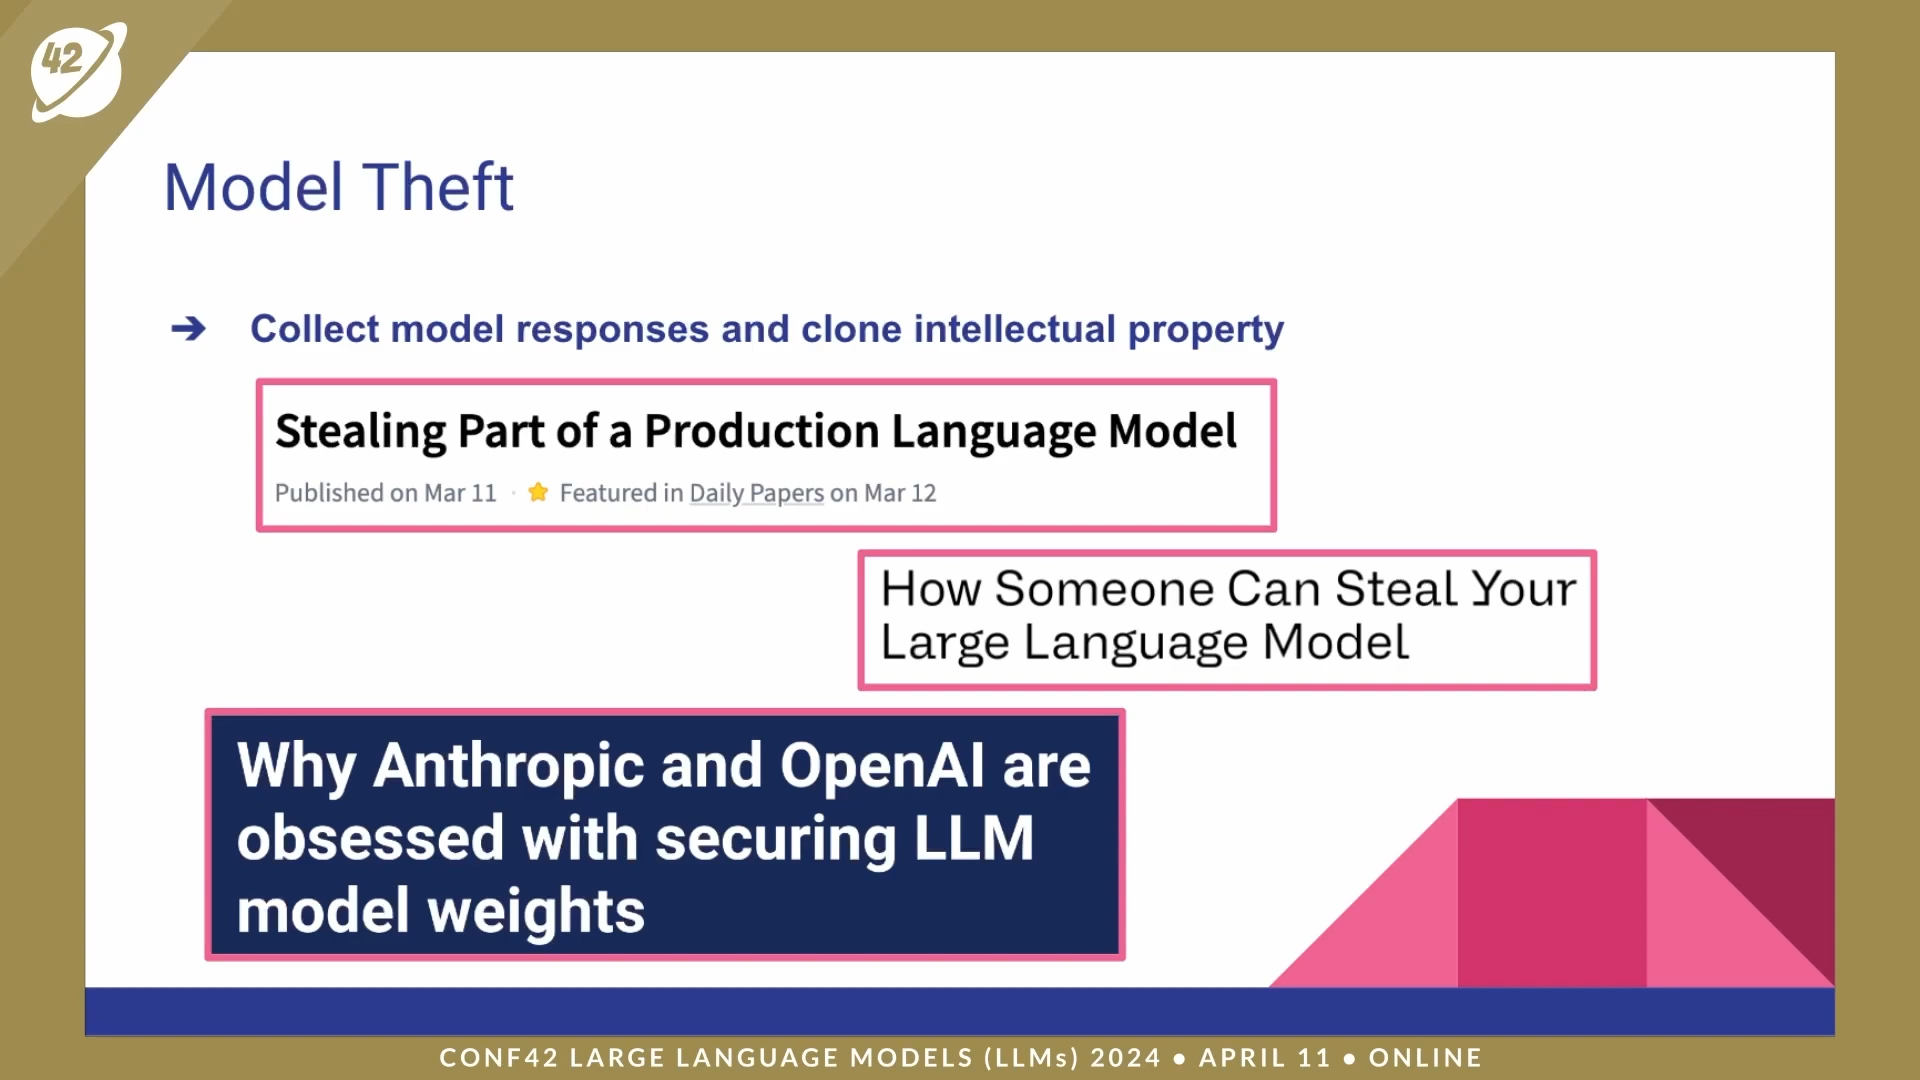 42
Model Theft
➔ Collect model responses and clone intellectual property
Stealing Part of a Production Language Model
Published on Mar 11 · ⭐ Featured in Daily Papers on Mar 12
How Someone Can Steal Your
Large Language Model
Why Anthropic and OpenAI are
obsessed with securing LLM
model weights
CONF42 LARGE LANGUAGE MODELS (LLMs) 2024 ● APRIL 11 ● ONLINE